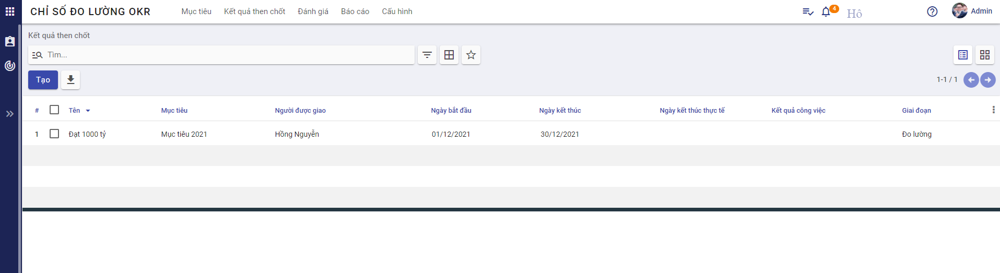 CHỈ SỐ ĐO LƯỜNG OKR Mục tiêu Kết quả then chốt Đánh giá Báo cáo Cấu hình 4 Hô Admin
Kết quả then chốt
Tìm...
Tạo 1-1 / 1
# Tên Mục tiêu Người được giao Ngày bắt đầu Ngày kết thúc Ngày kết thúc thực tế Kết quả công việc Giai đoạn
1 Đạt 1000 tỷ Mục tiêu 2021 Hồng Nguyễn 01/12/2021 30/12/2021 Đo lường